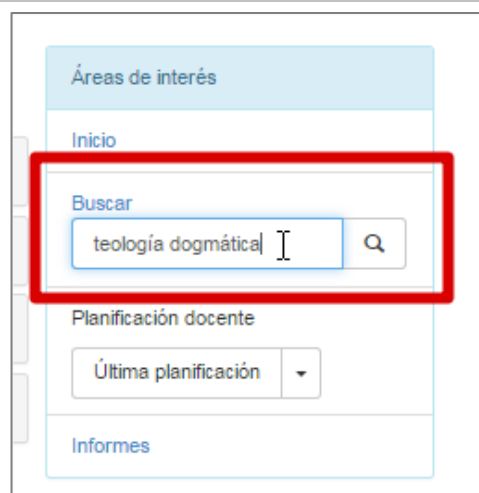 Áreas de interés
Inicio
Buscar
teología dogmática
Planificación docente
Última planificación
Informes